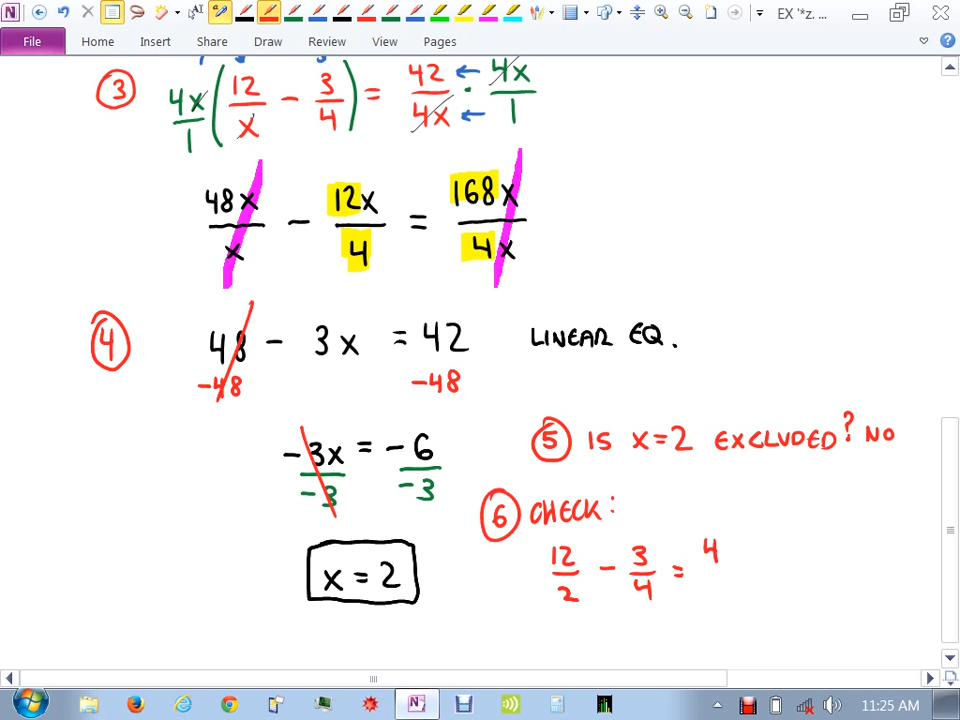 EX '*z. ...
File Home Insert Share Draw Review View Pages
③ 4x/1 ( 12/x - 3/4 ) = 42/4x · 4x/1
48x/x - 12x/4 = 168x/4x
④ 48 - 3x = 42 LINEAR EQ.
-48 -48
-3x = -6
-3 -3
x = 2
⑤ IS X=2 EXCLUDED? NO
⑥ CHECK:
12/2 - 3/4 = 4
11:25 AM